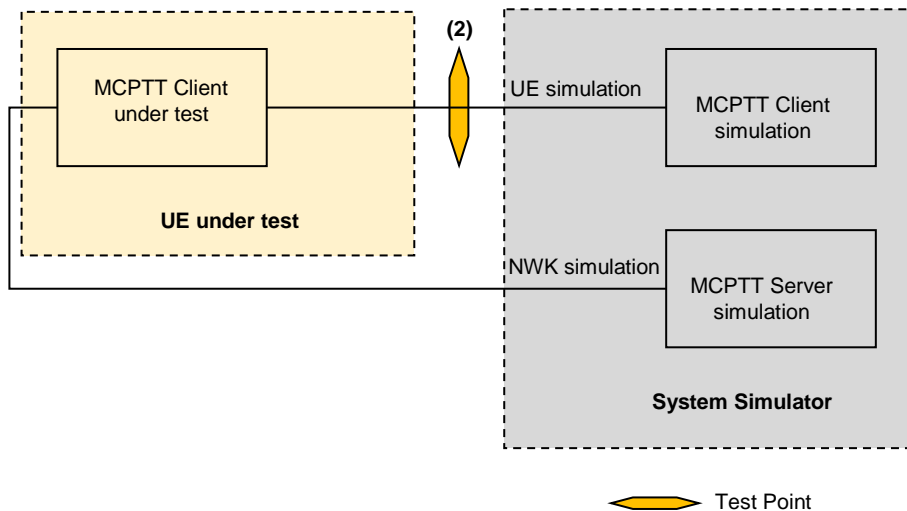 (2)
MCPTT Client
under test
UE simulation
MCPTT Client
simulation
UE under test
NWK simulation
MCPTT Server
simulation
System Simulator
Test Point